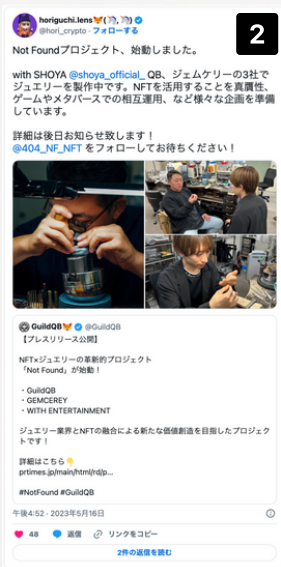 horiguchi.lens
2
@hori_crypto · フォローする
Not Foundプロジェクト、始動しました。
with SHOYA @shoya_official_ QB、ジェムケリーの3社で
ジュエリーを製作中です。NFTを活用することを真贋性、
ゲームやメタバースでの相互運用、など様々な企画を準備
しています。
詳細は後日お知らせ致します！
@404_NF_NFT をフォローしてお待ちください！
GuildQB @GuildQB
【プレスリリース公開】
NFT×ジュエリーの革新的プロジェクト
「Not Found」が始動！
・GuildQB
・GEMCEREY
・WITH ENTERTAINMENT
ジュエリー業界とNFTの融合による新たな価値創造を目指したプロジェク
トです！
詳細はこちら👇
prtimes.jp/main/html/rd/p...
#NotFound #GuildQB
午後4:52 · 2023年5月16日
48 返信 リンクをコピー
2件の返信を読む